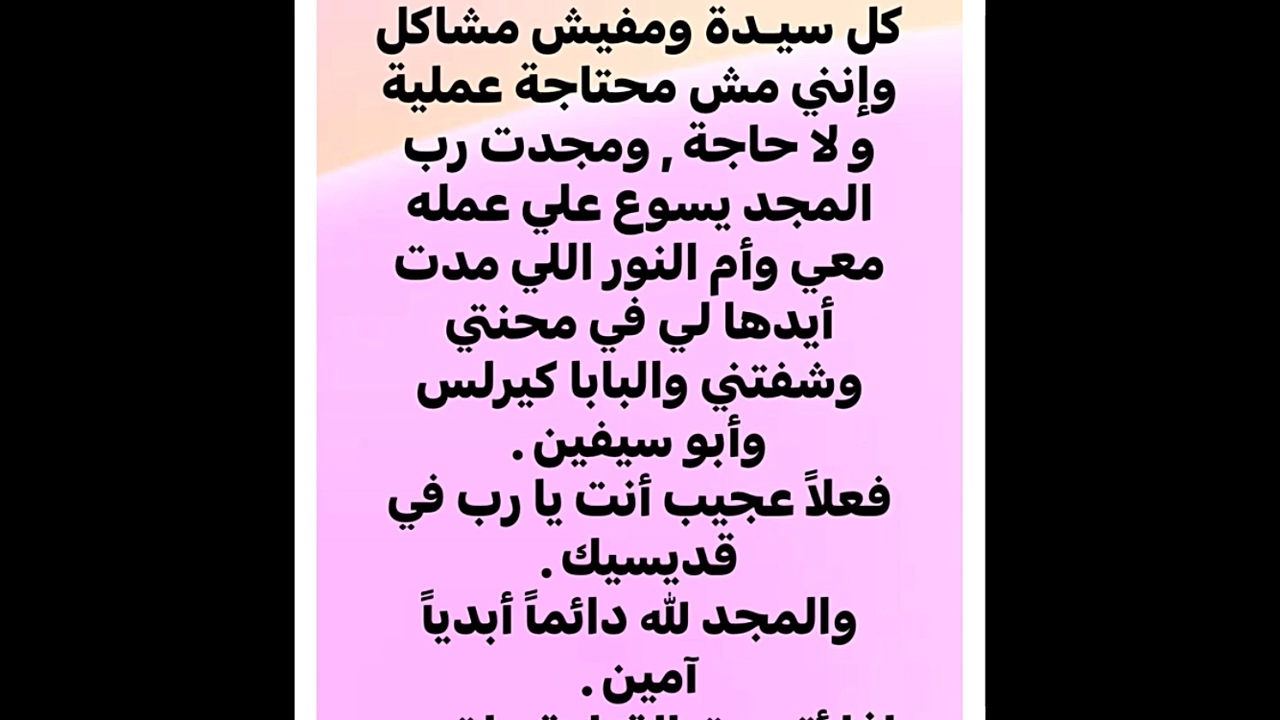 كل سيـدة ومفيش مشاكل
وإنني مش محتاجة عملية
و لا حاجة , ومجدت رب
المجد يسوع علي عمله
معي وأم النور اللي مدت
أيدها لي في محنتي
وشفتني والبابا كيرلس
وأبو سيفين .
فعلاً عجيب أنت يا رب في
قديسيك .
والمجد لله دائماً أبدياً
آمين .